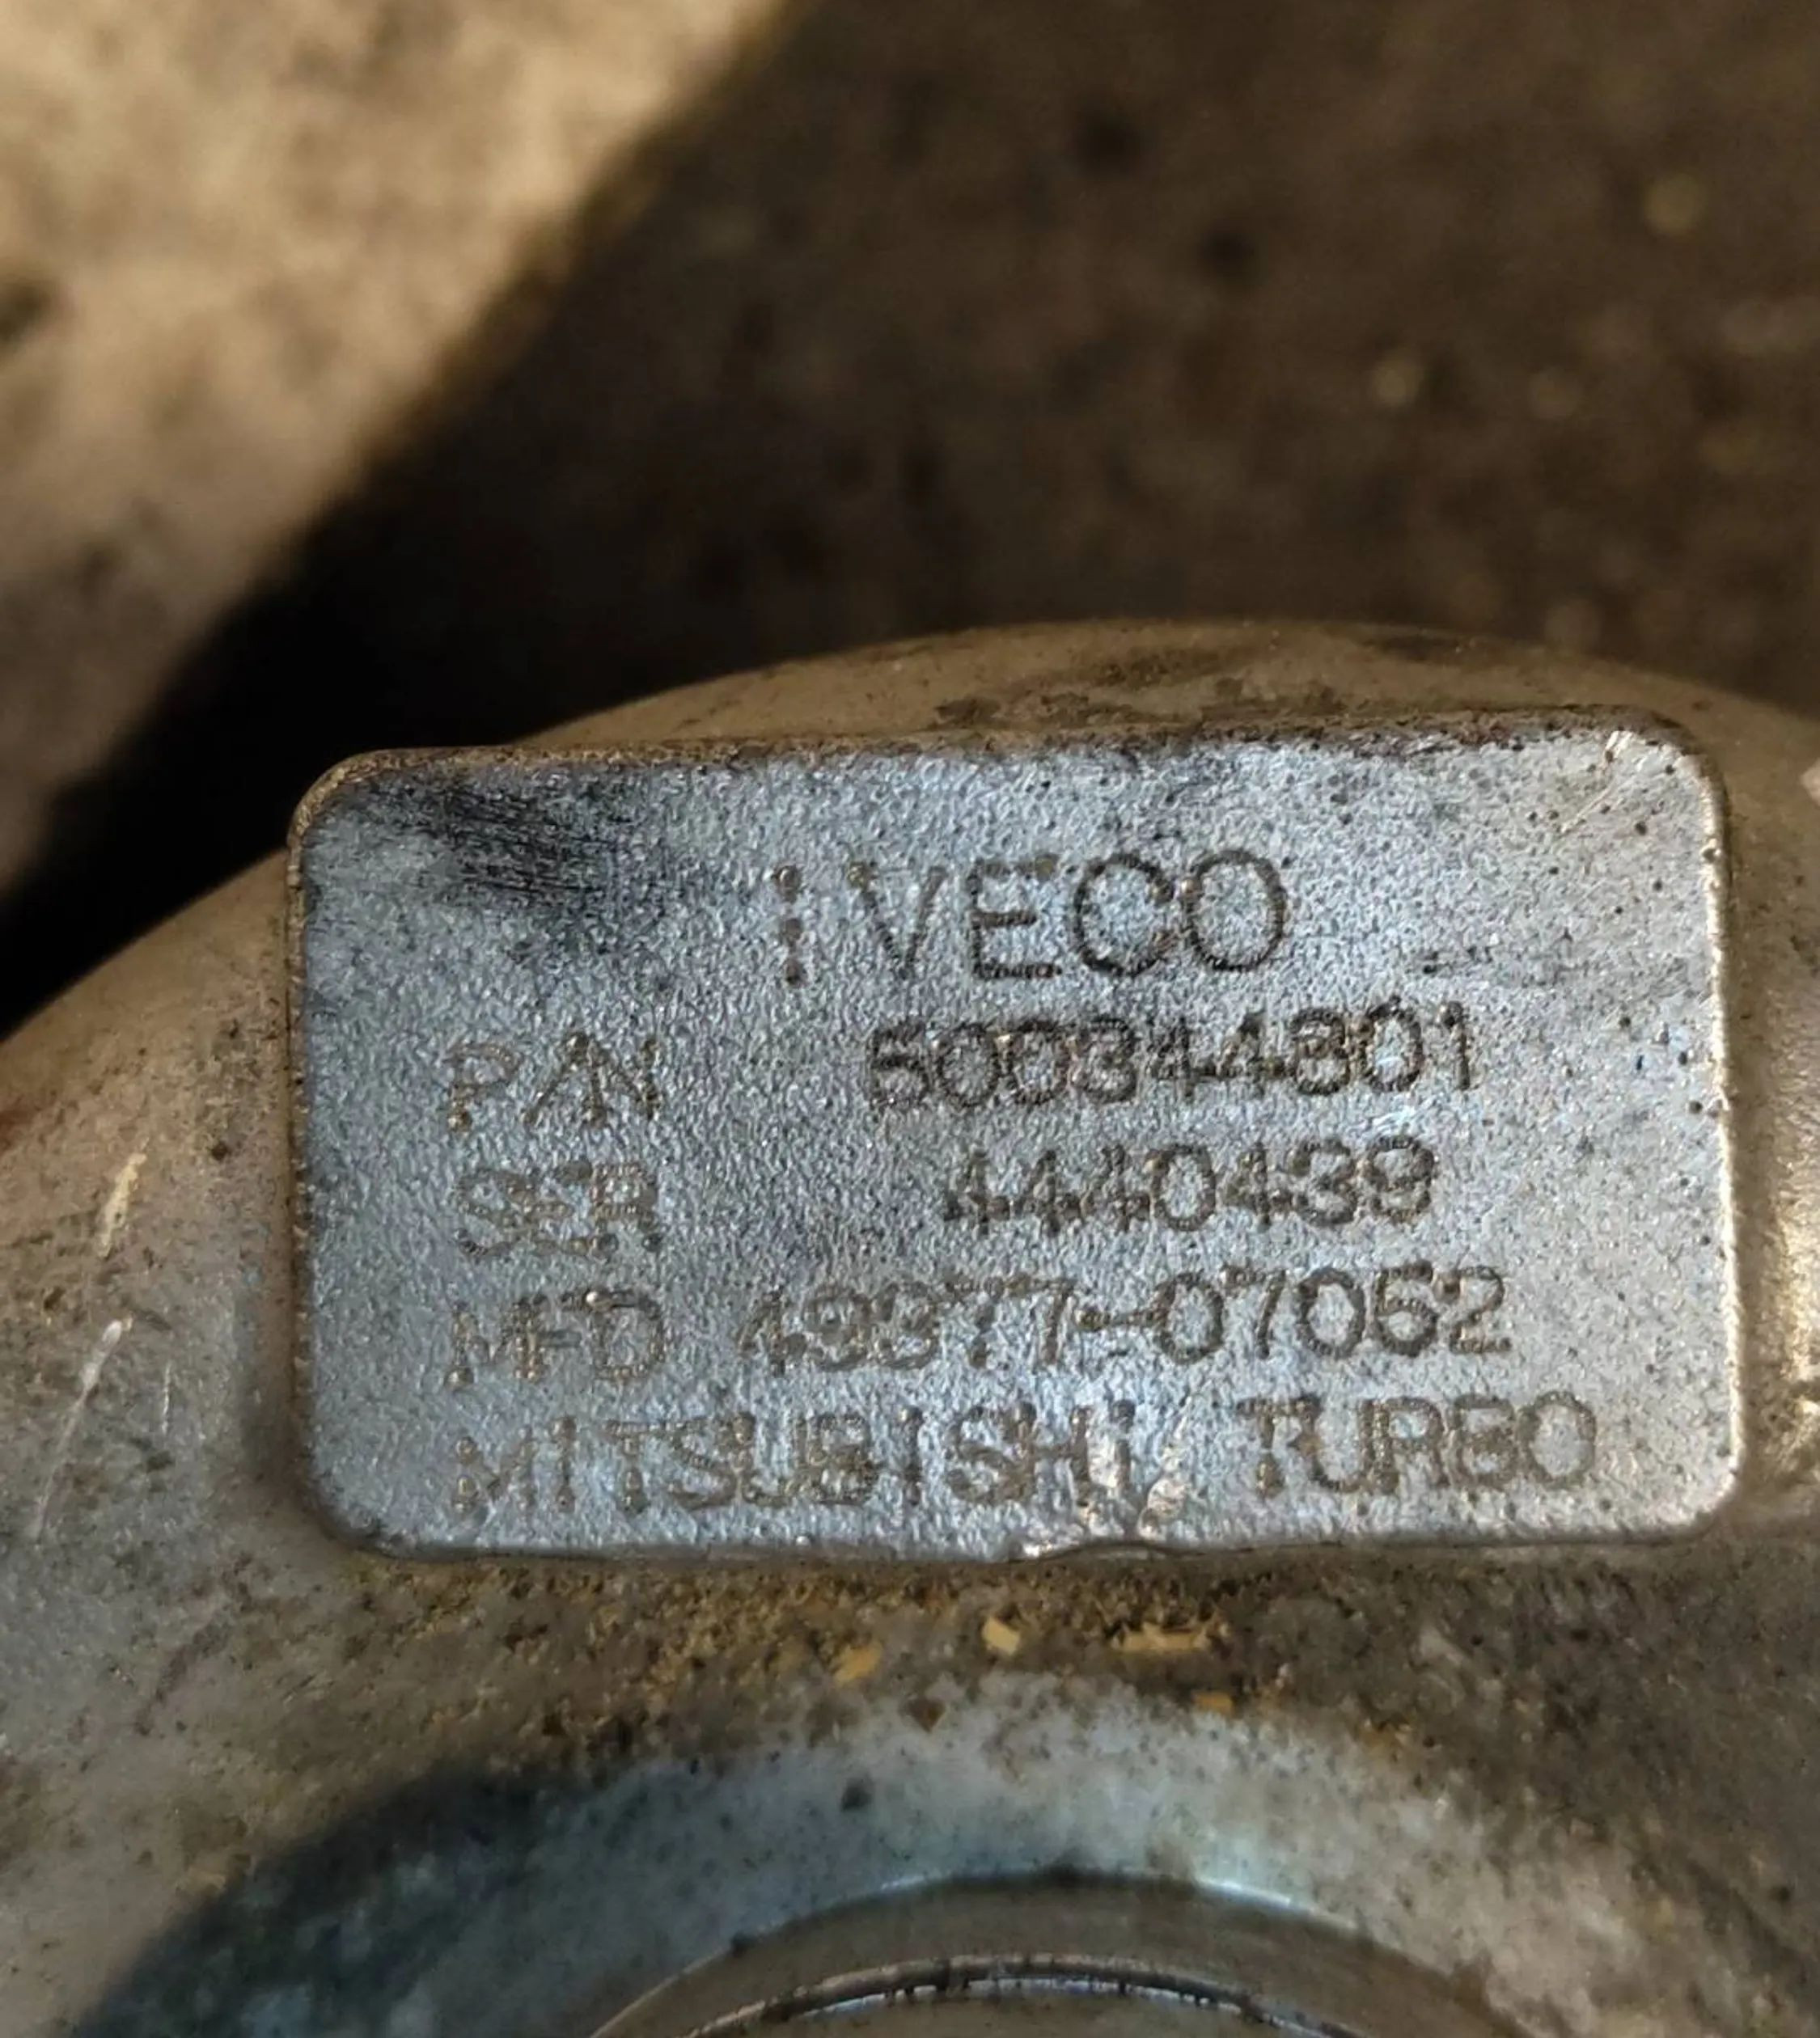 IVECO
P/N 500344801
SER 4440439
MFD 49377-07052
MITSUBISHI TURBO